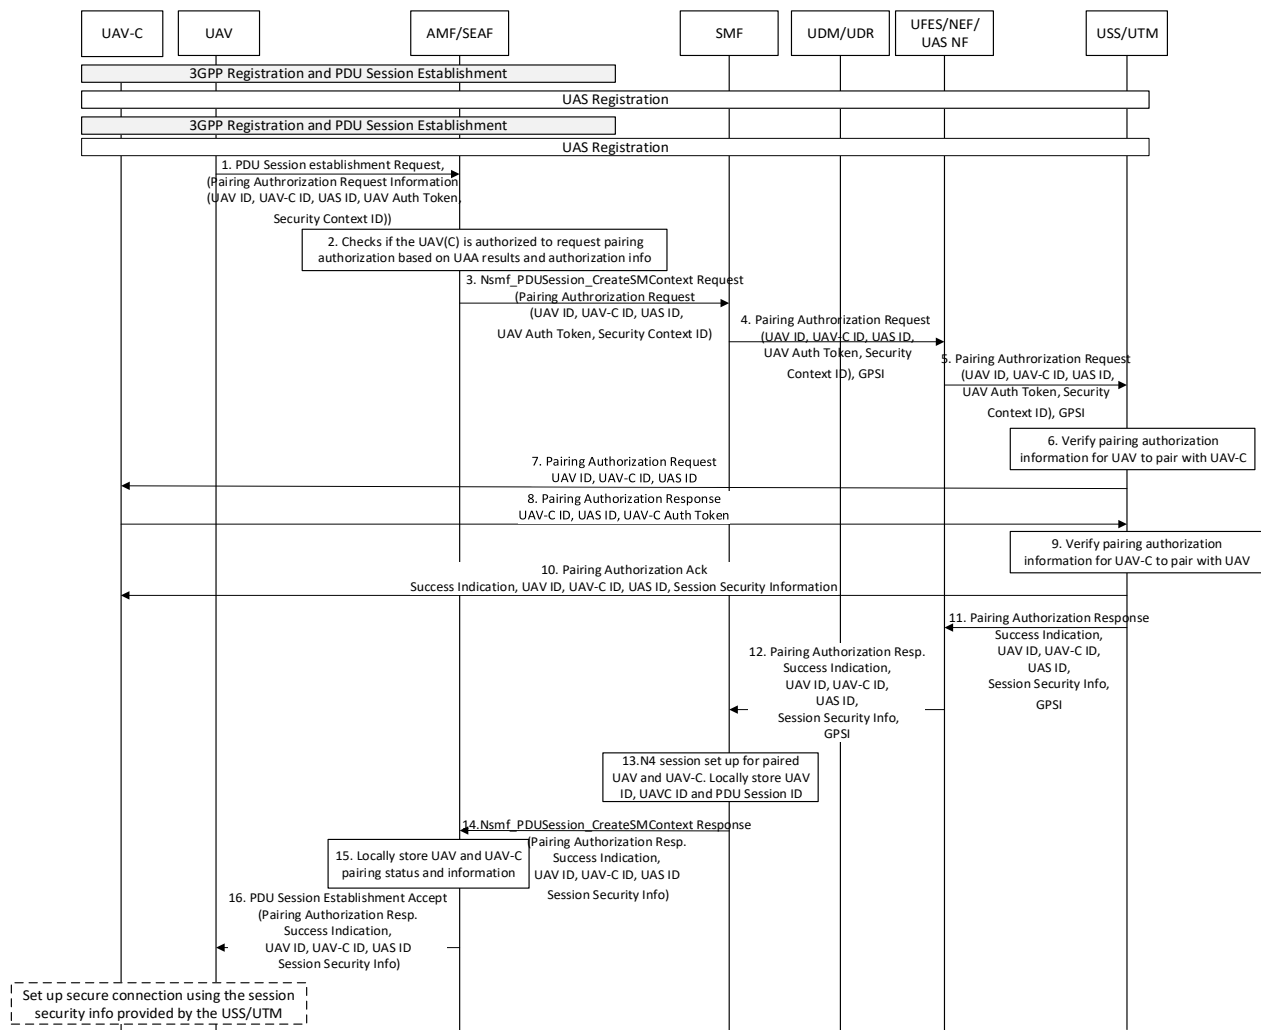 UAV-C
UAV
AMF/SEAF
SMF
UDM/UDR
UFES/NEF/
UAS NF
USS/UTM
3GPP Registration and PDU Session Establishment
UAS Registration
3GPP Registration and PDU Session Establishment
UAS Registration
1. PDU Session establishment Request,
(Pairing Authrorization Request Information
(UAV ID, UAV-C ID, UAS ID, UAV Auth Token,
Security Context ID))
2. Checks if the UAV(C) is authorized to request pairing
authorization based on UAA results and authorization info
3. Nsmf_PDUSession_CreateSMContext Request
(Pairing Authrorization Request
(UAV ID, UAV-C ID, UAS ID,
UAV Auth Token, Security Context ID)
4. Pairing Authrorization Request
(UAV ID, UAV-C ID, UAS ID,
UAV Auth Token, Security
Context ID), GPSI
5. Pairing Authrorization Request
(UAV ID, UAV-C ID, UAS ID,
UAV Auth Token, Security
Context ID), GPSI
6. Verify pairing authorization
information for UAV to pair with UAV-C
7. Pairing Authorization Request
UAV ID, UAV-C ID, UAS ID
8. Pairing Authorization Response
UAV-C ID, UAS ID, UAV-C Auth Token
9. Verify pairing authorization
information for UAV-C to pair with UAV
10. Pairing Authorization Ack
Success Indication, UAV ID, UAV-C ID, UAS ID, Session Security Information
11. Pairing Authorization Response
Success Indication,
UAV ID, UAV-C ID,
UAS ID,
Session Security Info,
GPSI
12. Pairing Authorization Resp.
Success Indication,
UAV ID, UAV-C ID,
UAS ID,
Session Security Info,
GPSI
13.N4 session set up for paired
UAV and UAV-C. Locally store UAV
ID, UAVC ID and PDU Session ID
14.Nsmf_PDUSession_CreateSMContext Response
(Pairing Authorization Resp.
Success Indication,
UAV ID, UAV-C ID, UAS ID
Session Security Info)
15. Locally store UAV and UAV-C
pairing status and information
16. PDU Session Establishment Accept
(Pairing Authorization Resp.
Success Indication,
UAV ID, UAV-C ID, UAS ID
Session Security Info)
Set up secure connection using the session
security info provided by the USS/UTM